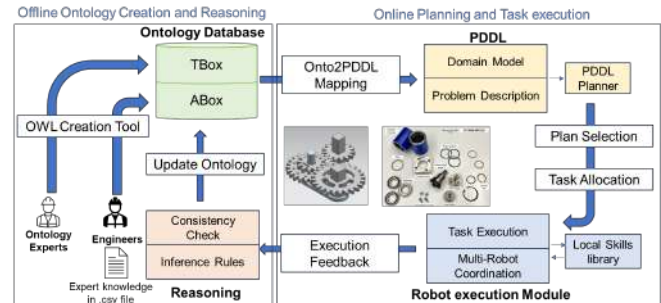 Offline Ontology Creation and Reasoning
Online Planning and Task execution
Ontology Database
TBox
ABox
OWL Creation Tool
Update Ontology
Ontology
Experts
Engineers
Expert knowledge
in .csv file
Consistency
Check
Inference Rules
Reasoning
Onto2PDDL
Mapping
PDDL
Domain Model
Problem Description
PDDL
Planner
Plan Selection
Task Allocation
Execution
Feedback
Task Execution
Multi-Robot
Coordination
Local Skills
library
Robot execution Module